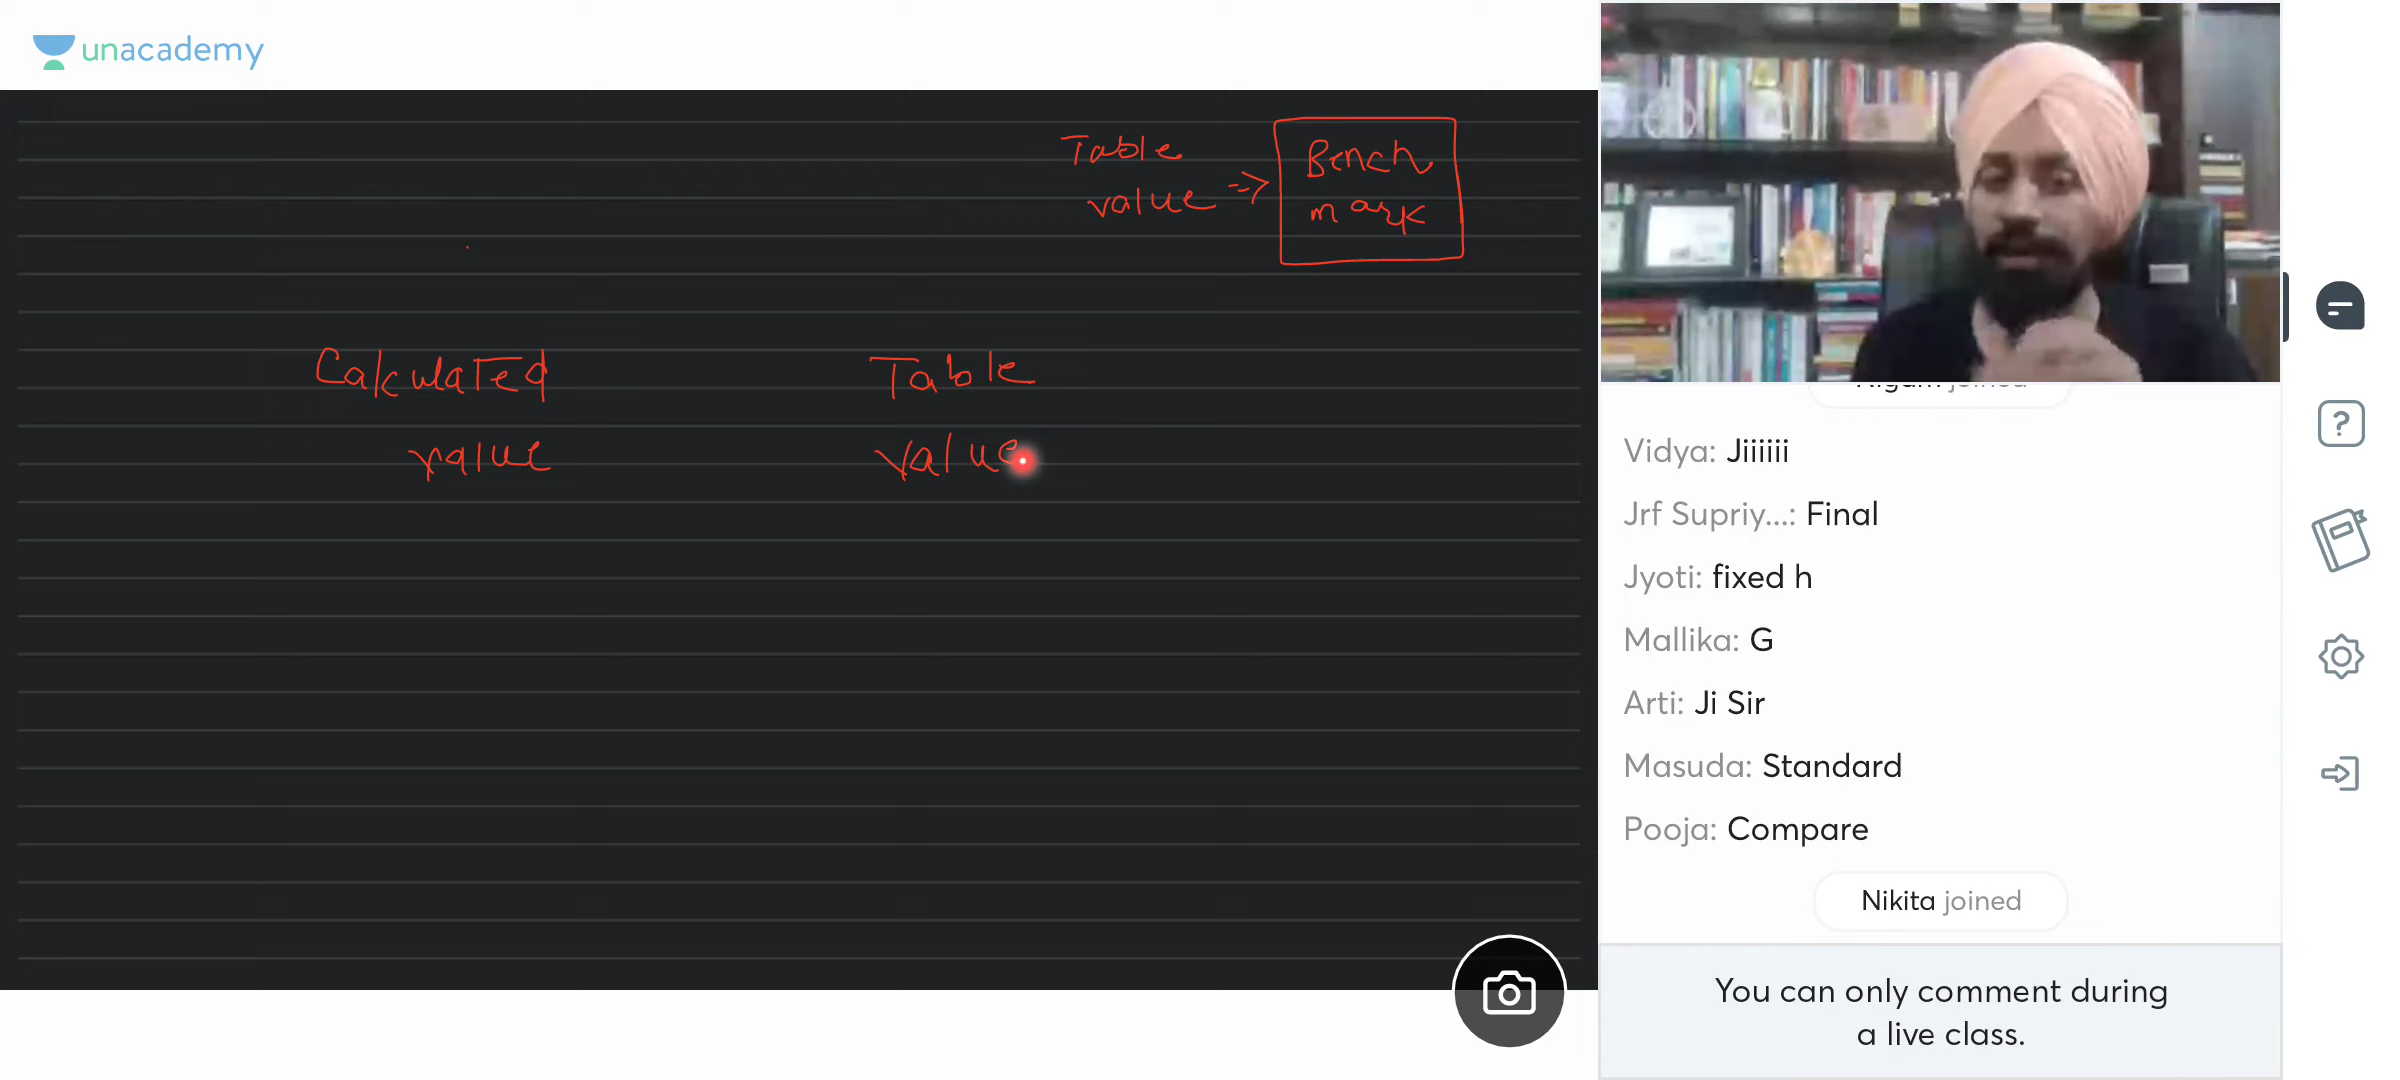 unacademy
Table
value => Bench
mark
Calculated
value
Table
value
Vidya: Jiiiiii
Jrf Supriy...: Final
Jyoti: fixed h
Mallika: G
Arti: Ji Sir
Masuda: Standard
Pooja: Compare
Nikita joined
You can only comment during
a live class.